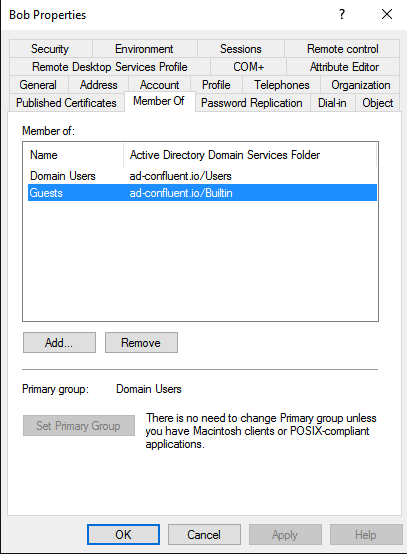 Bob Properties
? ×
Security Environment Sessions Remote control
Remote Desktop Services Profile COM+ Attribute Editor
General Address Account Profile Telephones Organization
Published Certificates Member Of Password Replication Dial-in Object
Member of:
Name Active Directory Domain Services Folder
Domain Users ad-confluent.io/Users
Guests ad-confluent.io/Builtin
Add... Remove
Primary group: Domain Users
Set Primary Group There is no need to change Primary group unless
you have Macintosh clients or POSIX-compliant
applications.
OK Cancel Apply Help